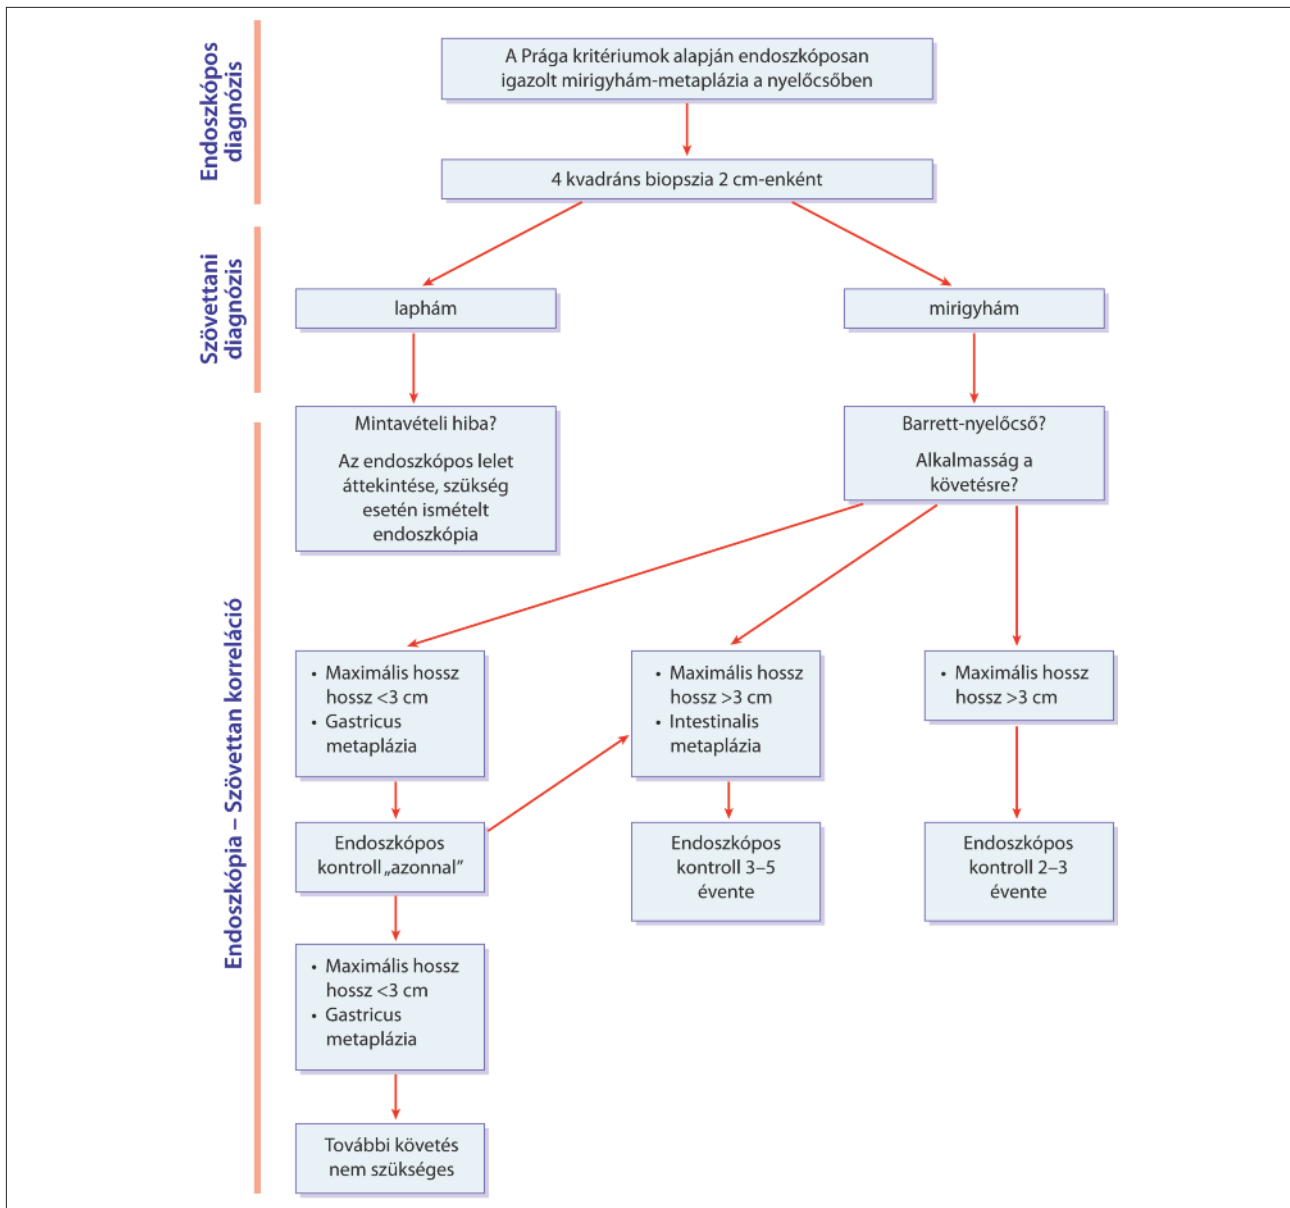 Endoszkópos
diagnózis
A Prága kritériumok alapján endoszkóposan
igazolt mirigyhám-metaplázia a nyelőcsőben
4 kvadráns biopszia 2 cm-enként
Szövettani
diagnózis
laphám
mirigyhám
Endoszkópia – Szövettan korreláció
Mintavételi hiba?
Az endoszkópos lelet
áttekintése, szükség
esetén ismételt
endoszkópia
Barrett-nyelőcső?
Alkalmasság a
követésre?
• Maximális hossz
hossz <3 cm
• Gastricus
metaplázia
• Maximális hossz
hossz >3 cm
• Intestinalis
metaplázia
• Maximális hossz
hossz >3 cm
Endoszkópos
kontroll „azonnal”
Endoszkópos
kontroll 3–5
évente
Endoszkópos
kontroll 2–3
évente
• Maximális hossz
hossz <3 cm
• Gastricus
metaplázia
További követés
nem szükséges